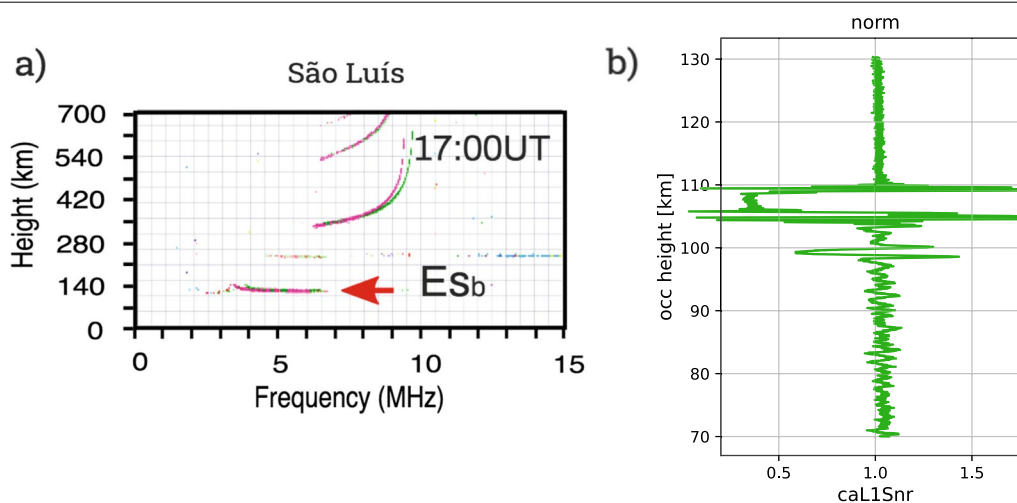 a)
São Luís
700
540
420
280
140
0
Height (km)
17:00UT
Esb
0 5 10 15
Frequency (MHz)
b)
norm
130
120
110
100
90
80
70
occ height [km]
0.5 1.0 1.5
caL1Snr